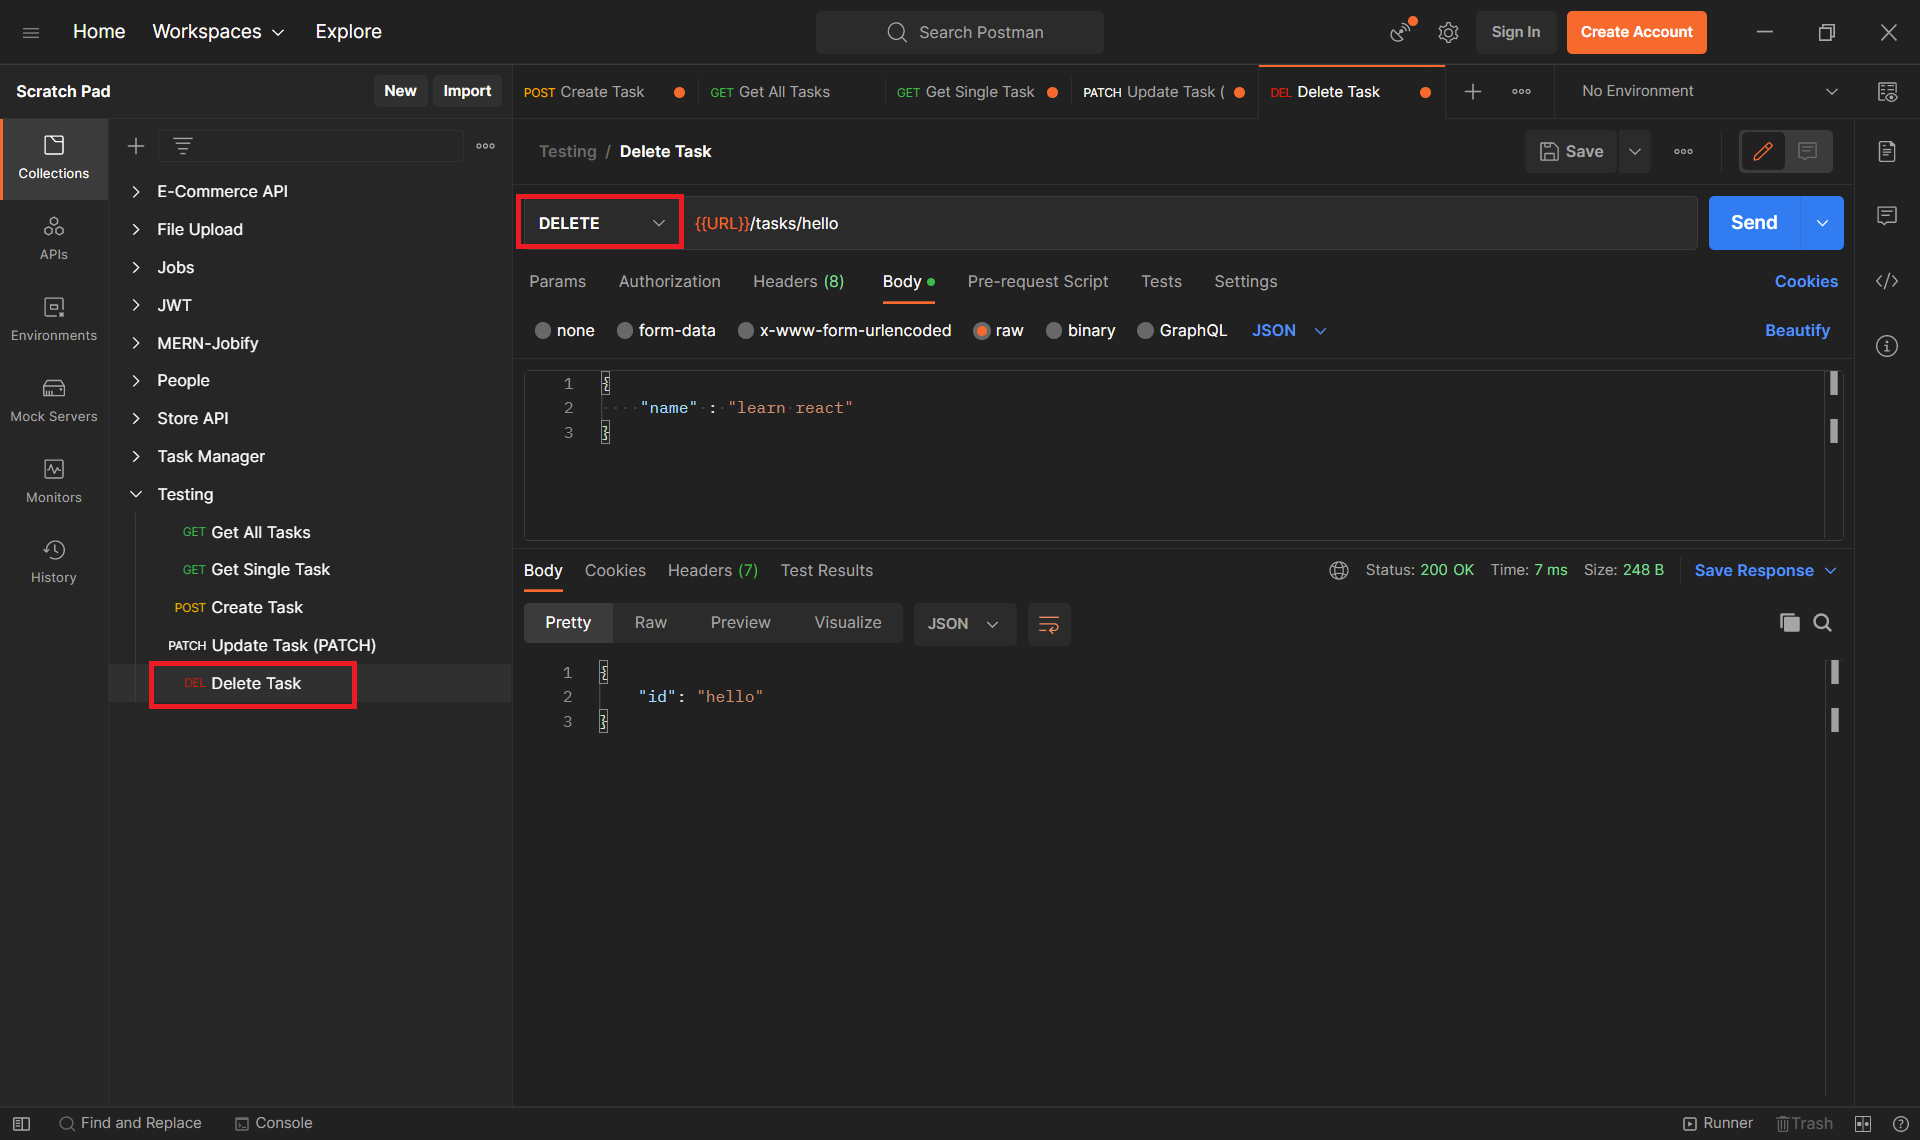 Home Workspaces Explore Search Postman Sign In Create Account
Scratch Pad New Import POST Create Task GET Get All Tasks GET Get Single Task PATCH Update Task ( DEL Delete Task No Environment
Collections
APIs
Environments
Mock Servers
Monitors
History
E-Commerce API
File Upload
Jobs
JWT
MERN-Jobify
People
Store API
Task Manager
Testing
GET Get All Tasks
GET Get Single Task
POST Create Task
PATCH Update Task (PATCH)
DEL Delete Task
Testing / Delete Task Save
DELETE {{URL}}/tasks/hello Send
Params Authorization Headers (8) Body Pre-request Script Tests Settings Cookies
none form-data x-www-form-urlencoded raw binary GraphQL JSON Beautify
1 {
2 "name" : "learn react"
3 }
Body Cookies Headers (7) Test Results Status: 200 OK Time: 7 ms Size: 248 B Save Response
Pretty Raw Preview Visualize JSON
1 {
2 "id": "hello"
3 }
Find and Replace Console Runner Trash